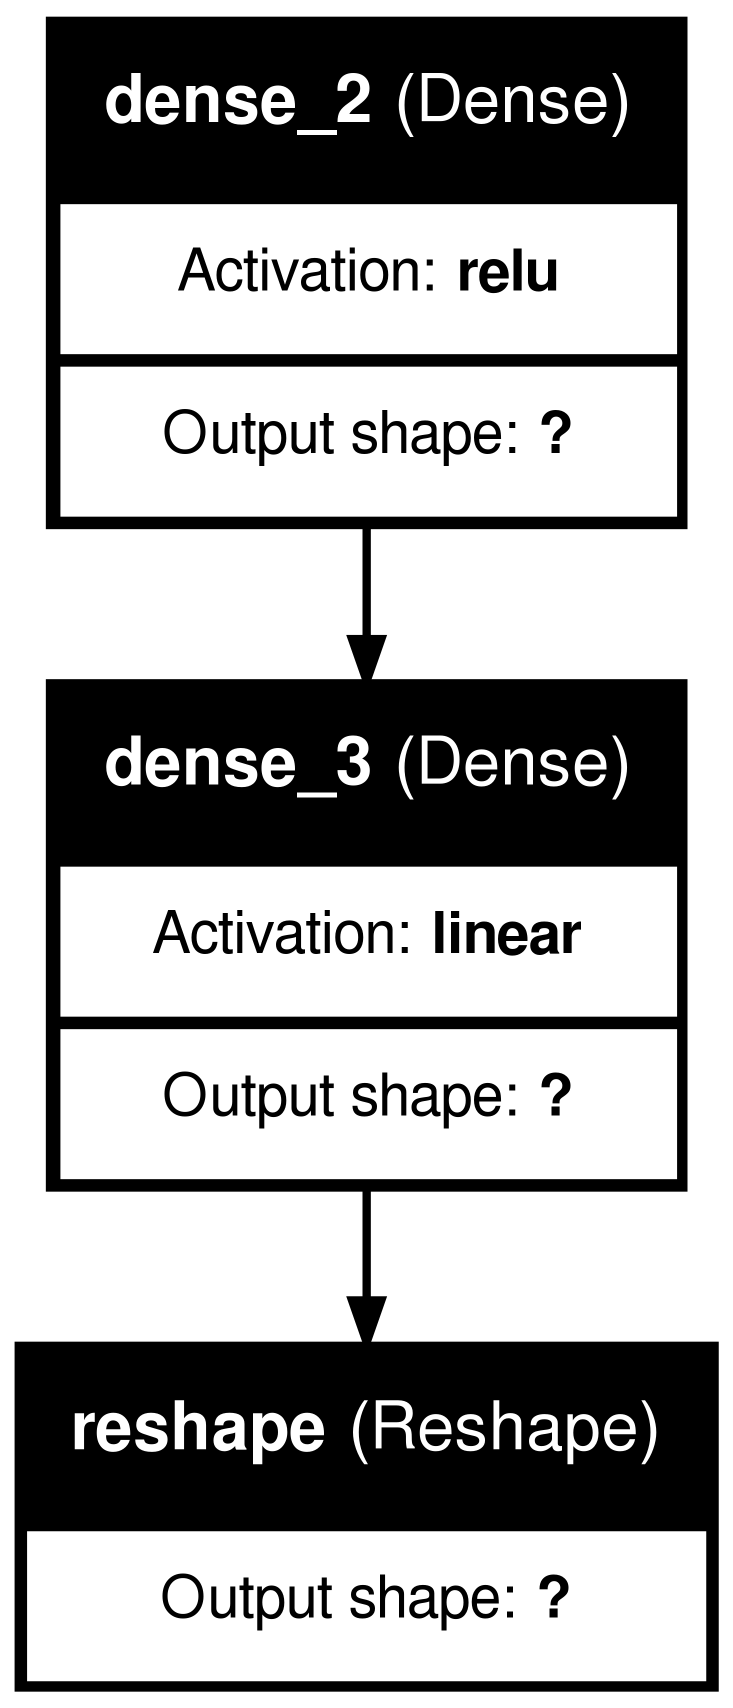 dense_2 (Dense)
Activation: relu
Output shape: ?
dense_3 (Dense)
Activation: linear
Output shape: ?
reshape (Reshape)
Output shape: ?